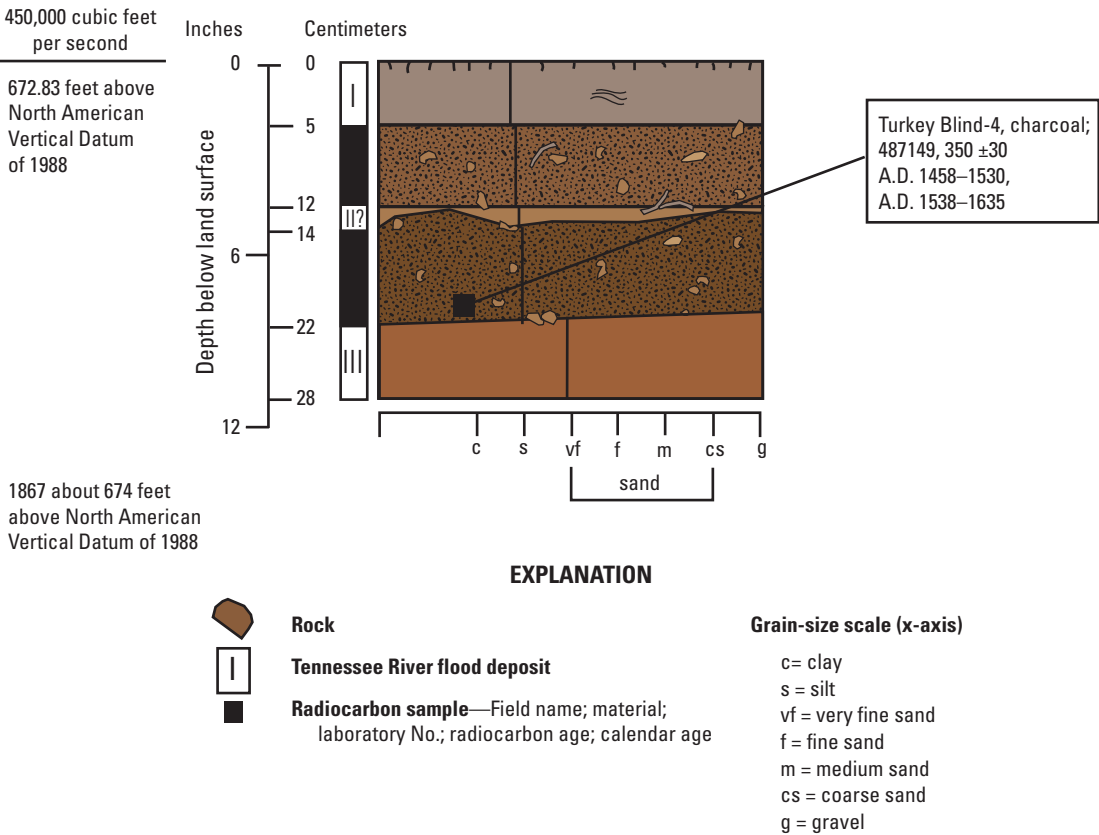 450,000 cubic feet
per second
672.83 feet above
North American
Vertical Datum
of 1988
Inches
Centimeters
Depth below land surface
0
6
12
0
5
12
14
22
28
I
II?
III
Turkey Blind-4, charcoal;
487149, 350 ±30
A.D. 1458–1530,
A.D. 1538–1635
c s vf f m cs g
sand
1867 about 674 feet
above North American
Vertical Datum of 1988
EXPLANATION
Rock
I
Tennessee River flood deposit
Radiocarbon sample—Field name; material;
laboratory No.; radiocarbon age; calendar age
Grain-size scale (x-axis)
c= clay
s = silt
vf = very fine sand
f = fine sand
m = medium sand
cs = coarse sand
g = gravel